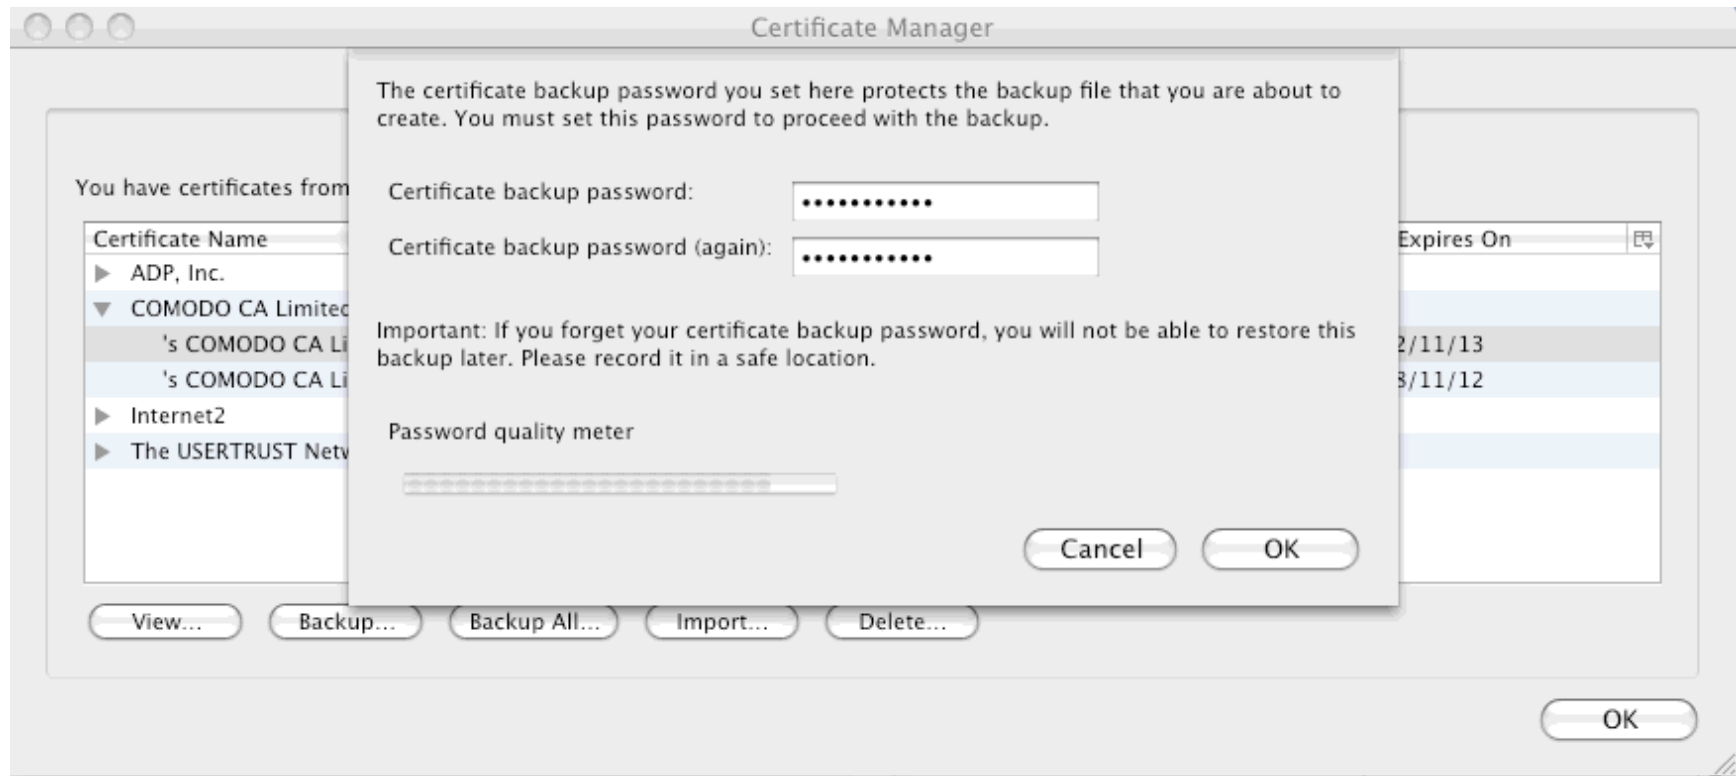 Certificate Manager
The certificate backup password you set here protects the backup file that you are about to
create. You must set this password to proceed with the backup.
You have certificates from
Certificate backup password:
Certificate backup password (again):
Certificate Name
Expires On
ADP, Inc.
COMODO CA Limited
's COMODO CA Li
2/11/13
's COMODO CA Li
8/11/12
Internet2
The USERTRUST Netw
Important: If you forget your certificate backup password, you will not be able to restore this
backup later. Please record it in a safe location.
Password quality meter
Cancel
OK
View...
Backup...
Backup All...
Import...
Delete...
OK